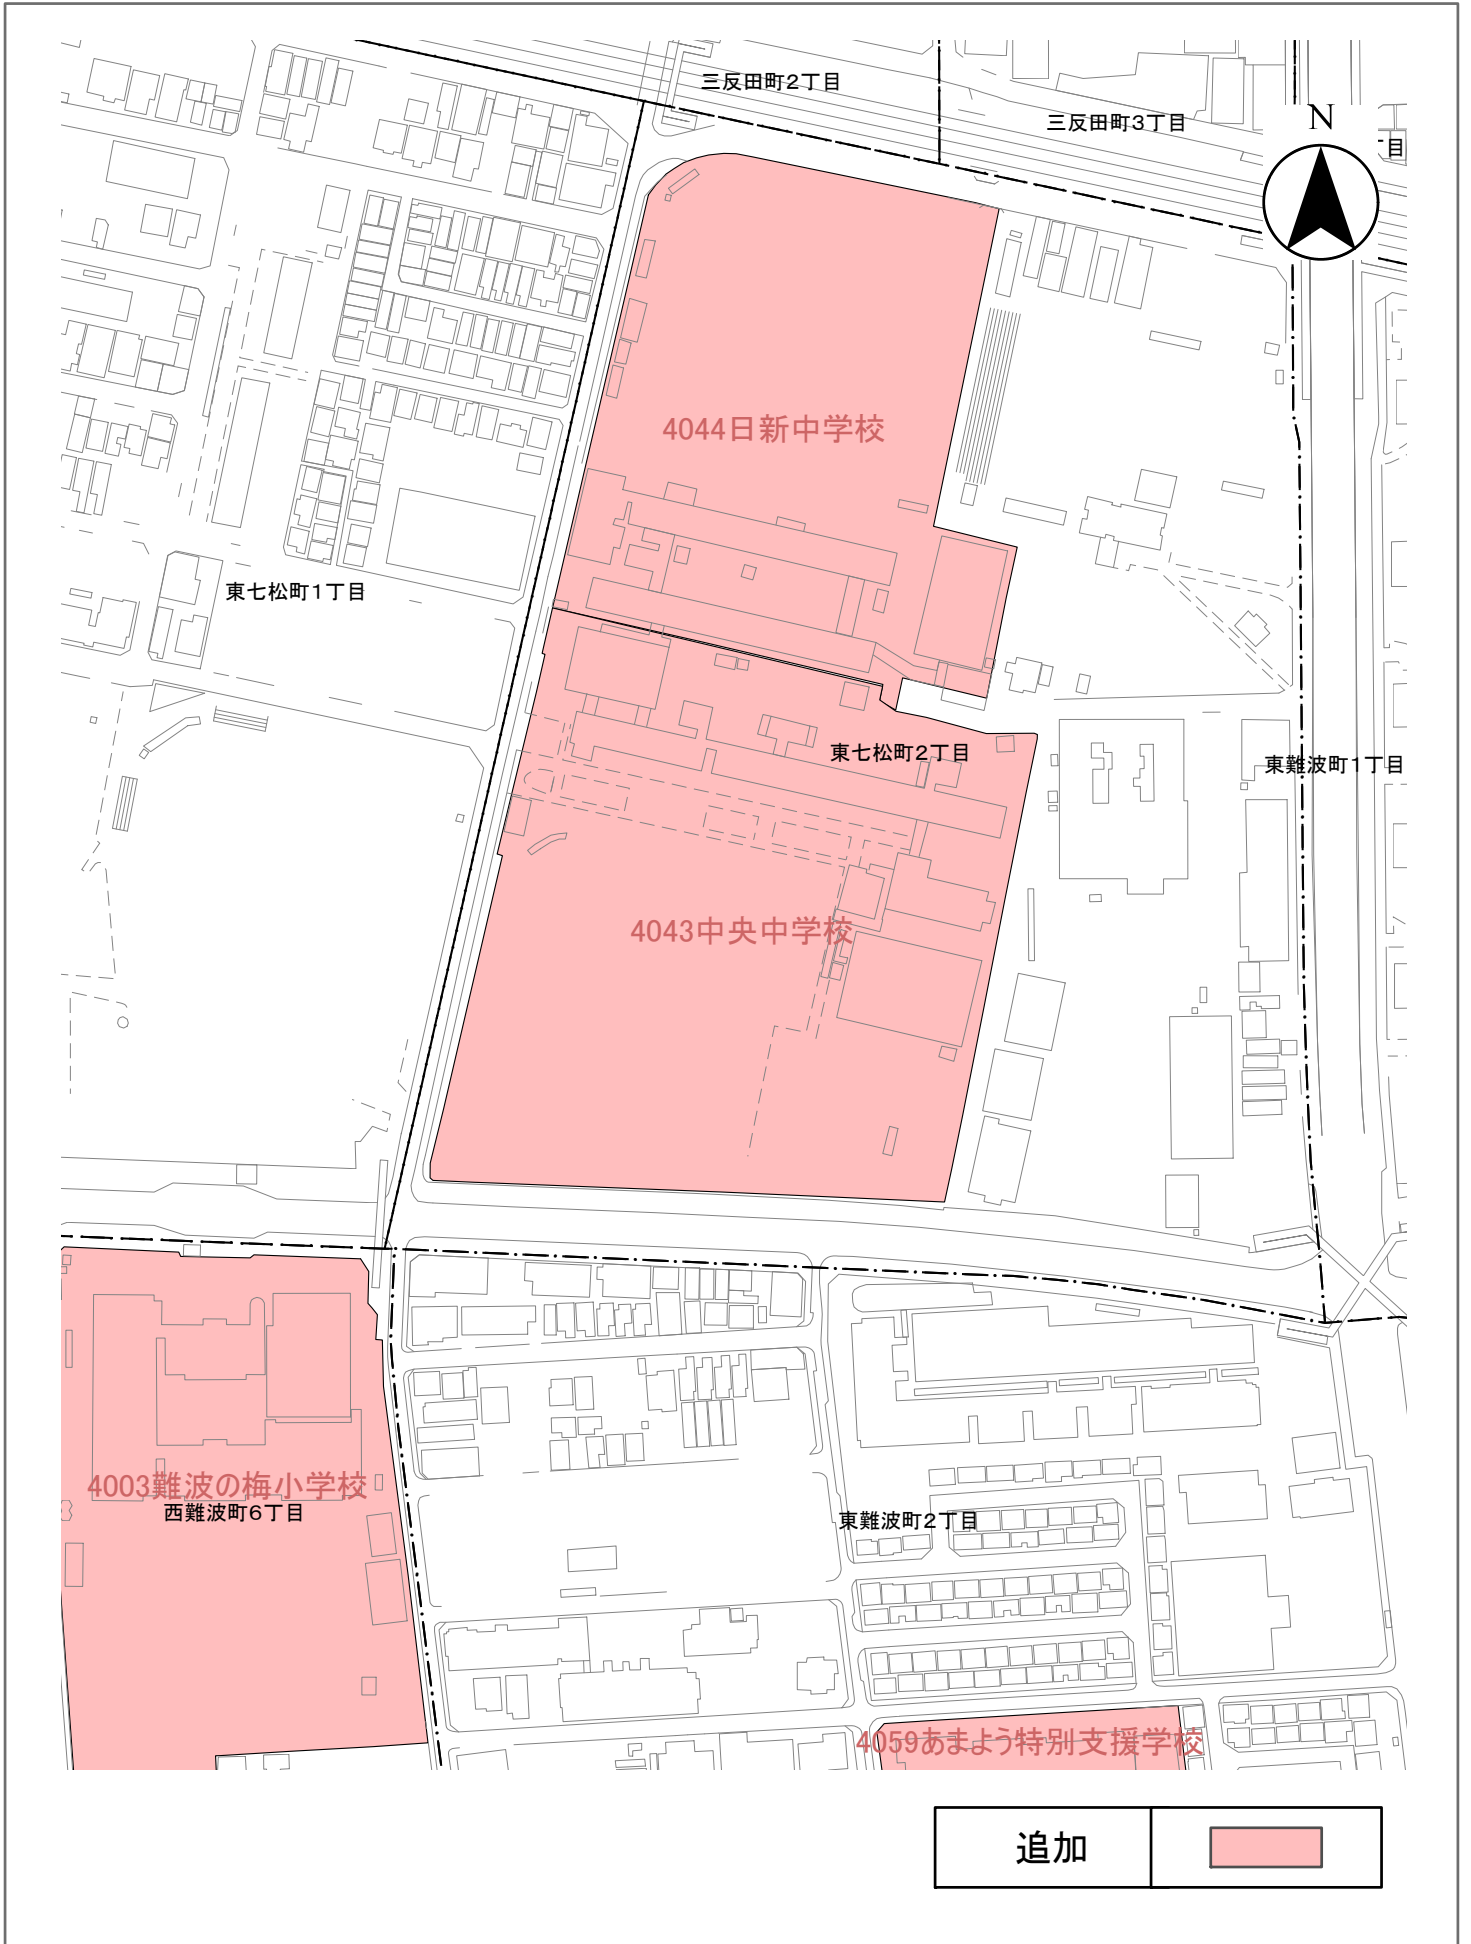 三反田町2丁目
三反田町3丁目
N
目
4044日新中学校
東七松町1丁目
東七松町2丁目
東難波町1丁目
4043中央中学校
4003難波の梅小学校
西難波町6丁目
東難波町2丁目
4059あまよう特別支援学校
追加